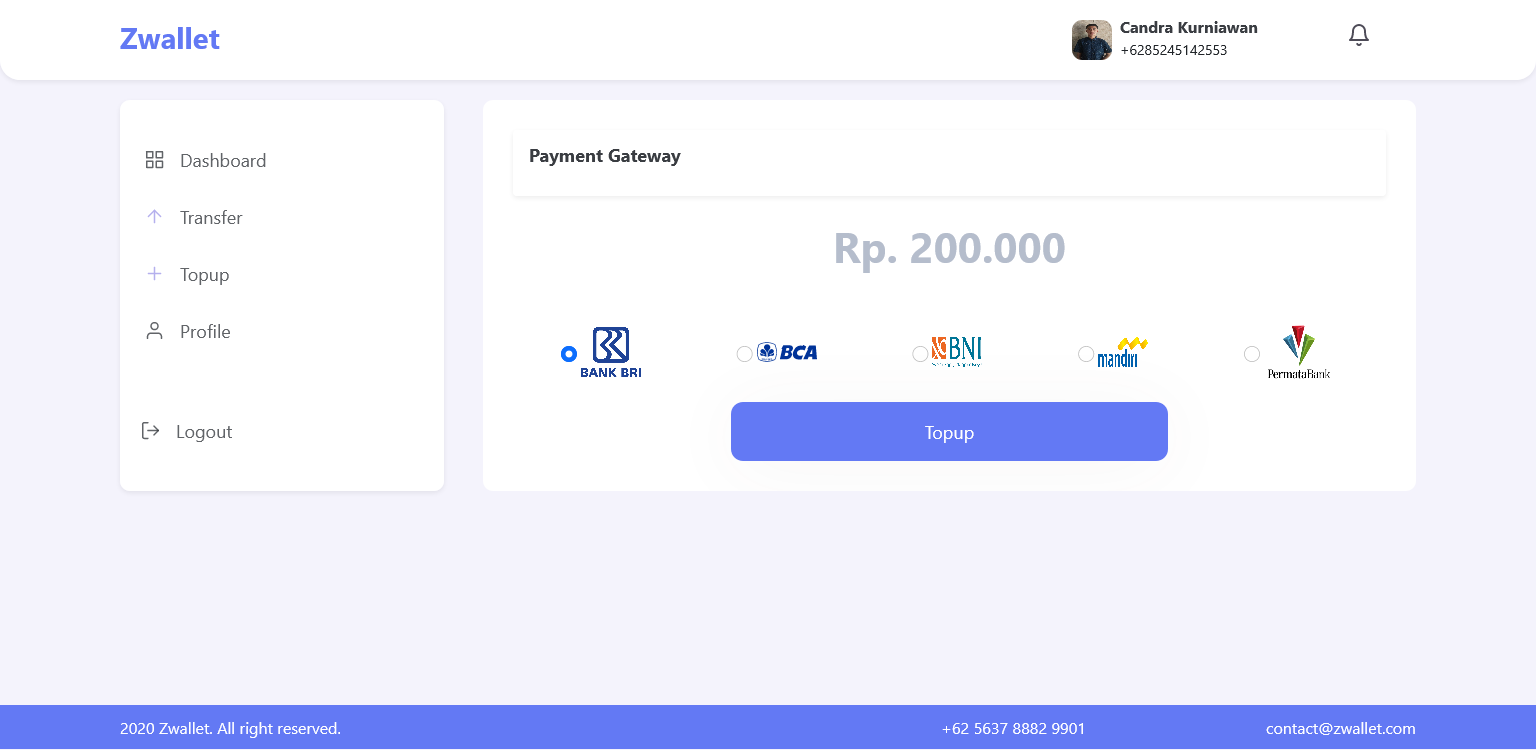 Zwallet
Candra Kurniawan
+6285245142553
Dashboard
Transfer
Topup
Profile
Logout
Payment Gateway
Rp. 200.000
BANK BRI
BCA
BNI
mandiri
PermataBank
Topup
2020 Zwallet. All right reserved.
+62 5637 8882 9901
contact@zwallet.com